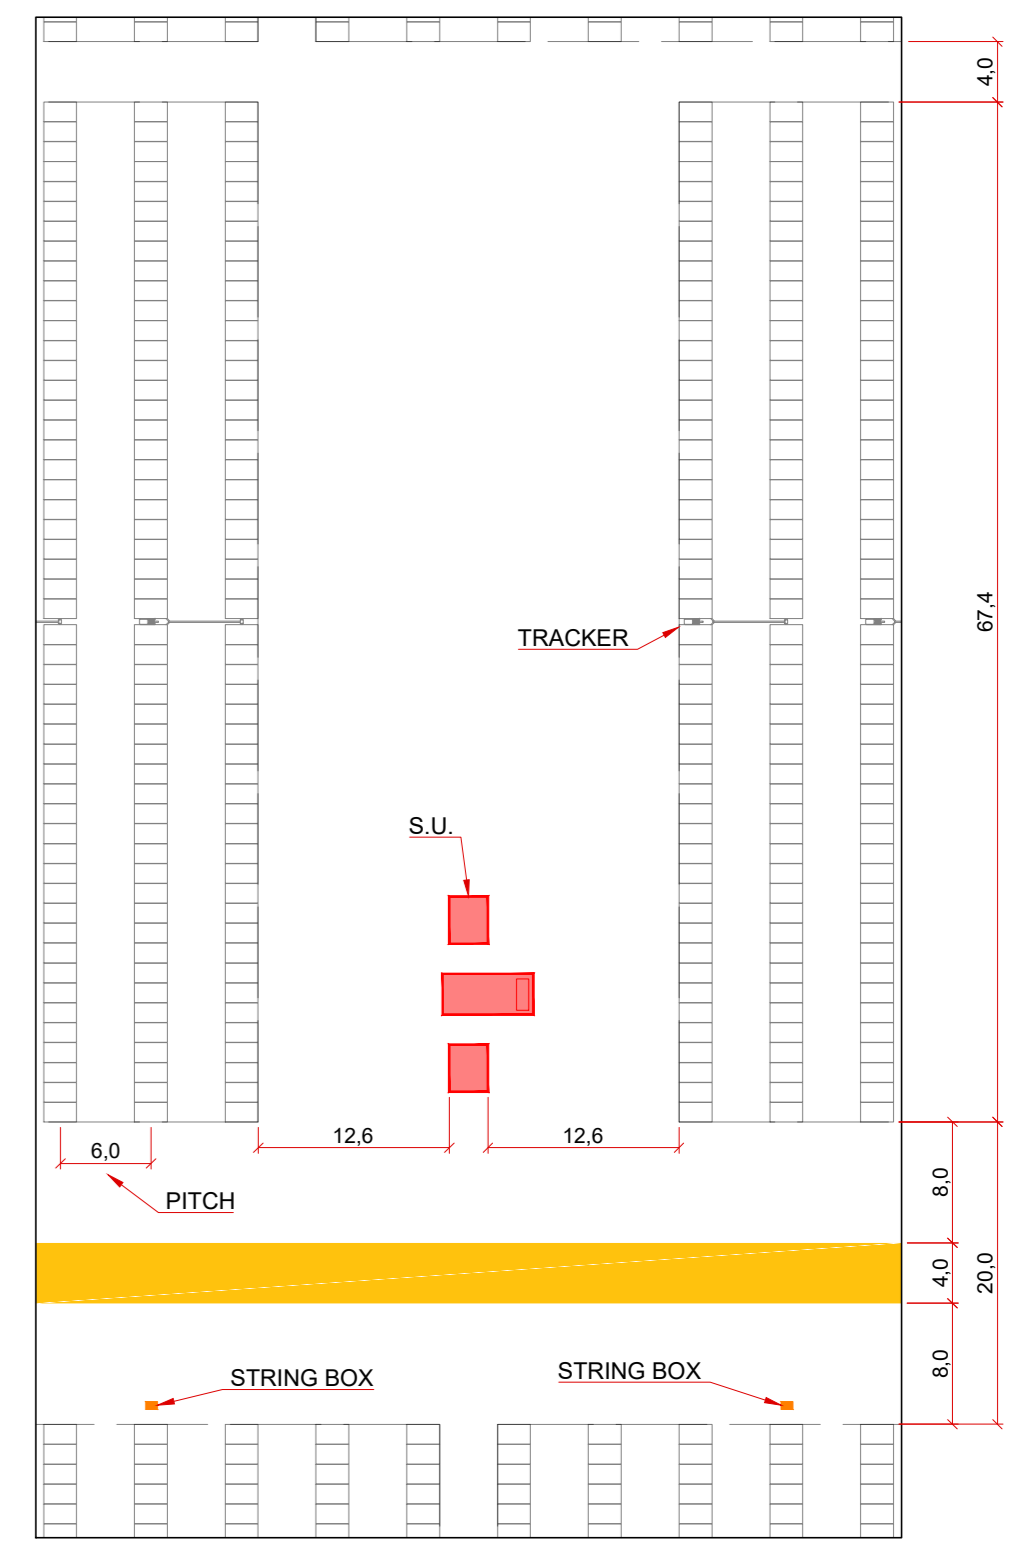 4,0
67,4
TRACKER
S.U.
12,6
12,6
6,0
PITCH
8,0
4,0
20,0
8,0
STRING BOX
STRING BOX